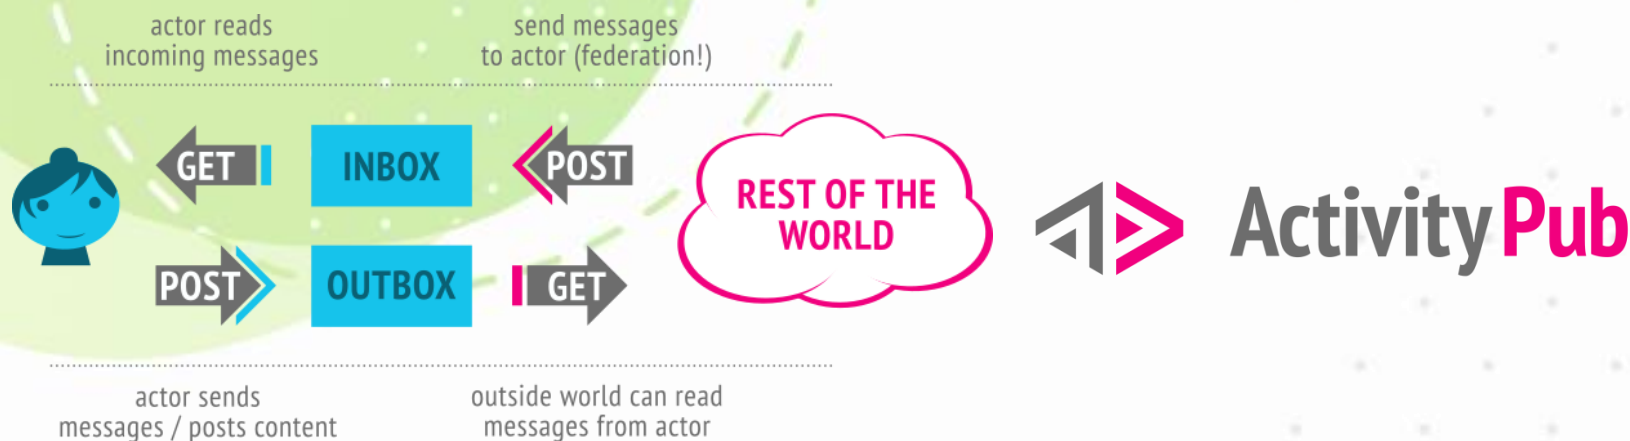 actor reads
incoming messages
send messages
to actor (federation!)
GET
INBOX
POST
REST OF THE
WORLD
ActivityPub
POST
OUTBOX
GET
actor sends
messages / posts content
outside world can read
messages from actor